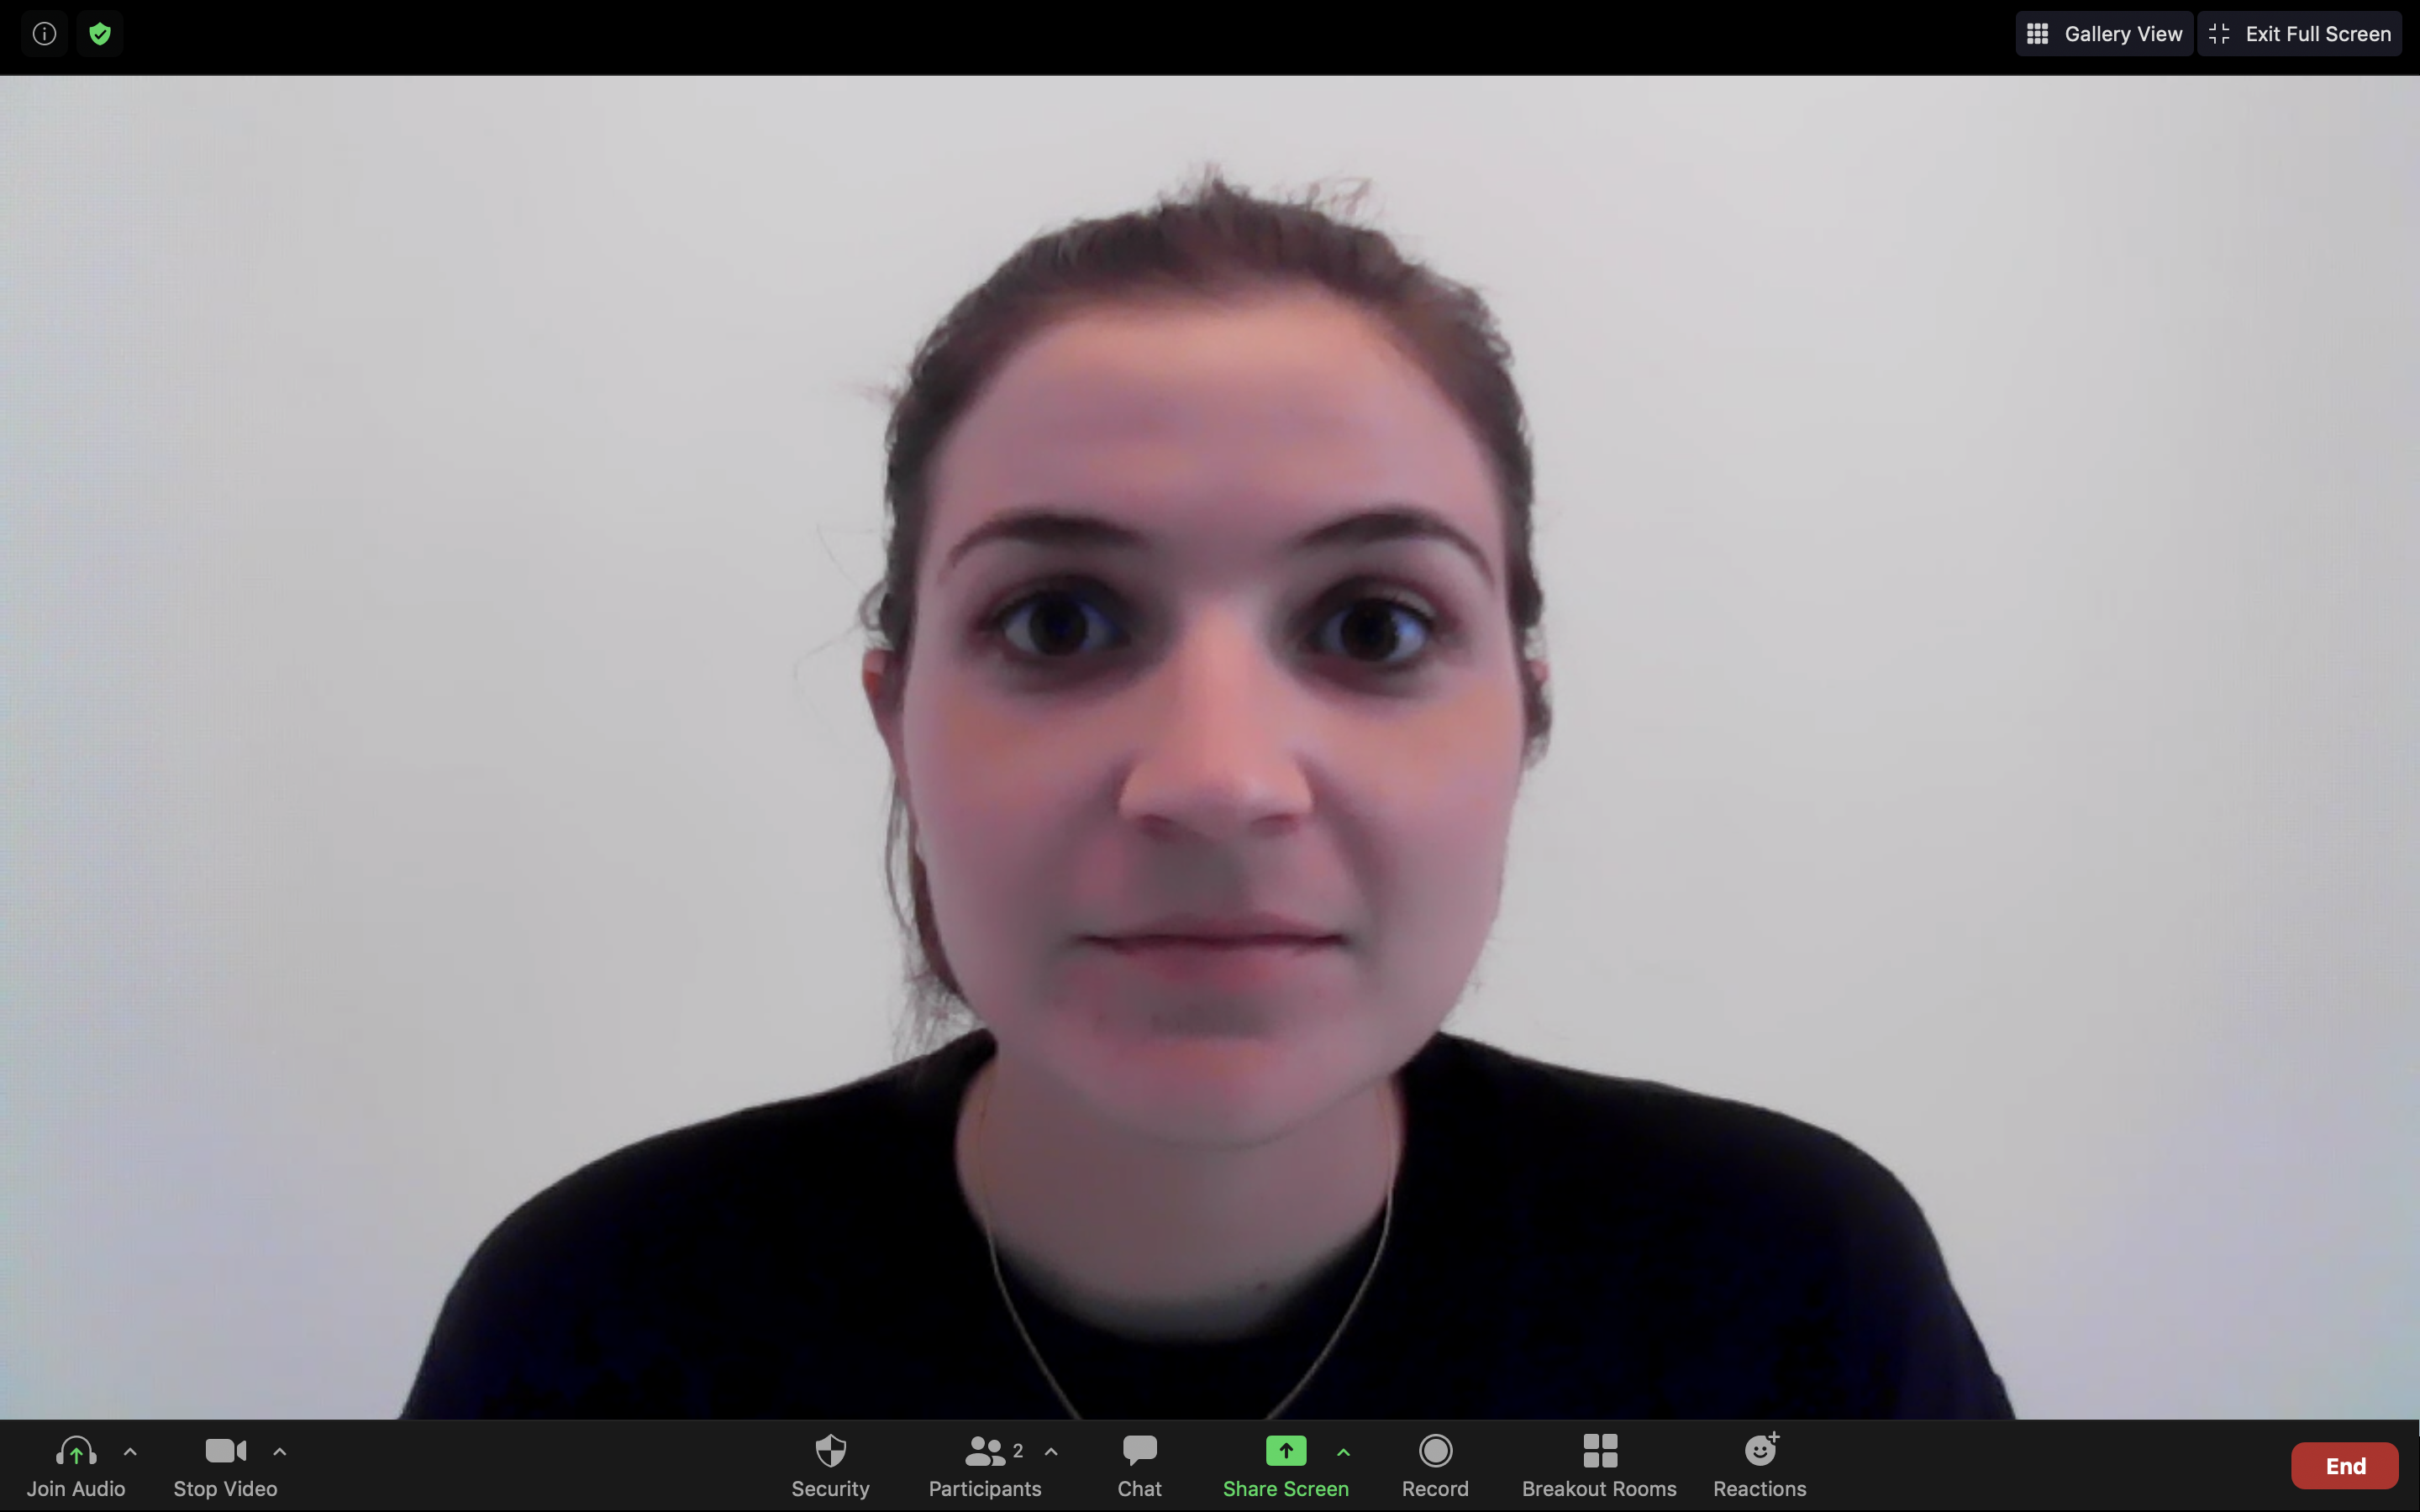 Gallery View
Exit Full Screen
2
Join Audio
Stop Video
Security
Participants
Chat
Share Screen
Record
Breakout Rooms
Reactions
End